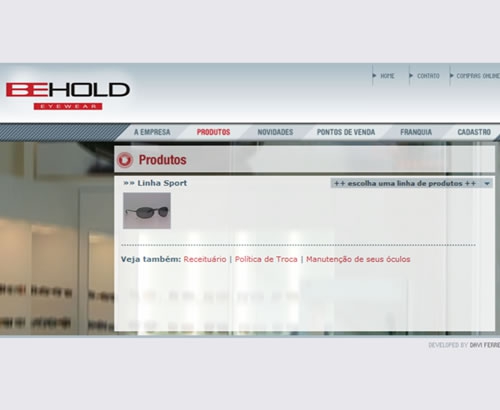 HOME CONTATO COMPRAS ONLINE
BEHOLD
EYEWEAR
A EMPRESA PRODUTOS NOVIDADES PONTOS DE VENDA FRANQUIA CADASTRO
Produtos
»» Linha Sport ++ escolha uma linha de produtos ++
Veja também: Receituário | Política de Troca | Manutenção de seus óculos
DEVELOPED BY DAVI FERRE